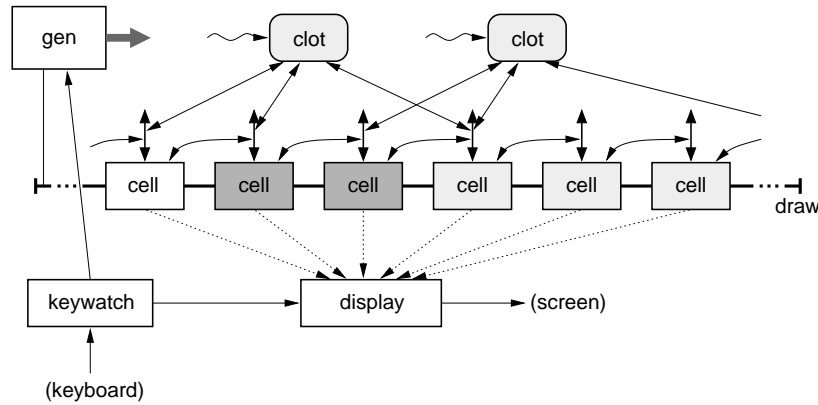 gen
clot
clot
cell
cell
cell
cell
cell
cell
draw
keywatch
display
(screen)
(keyboard)